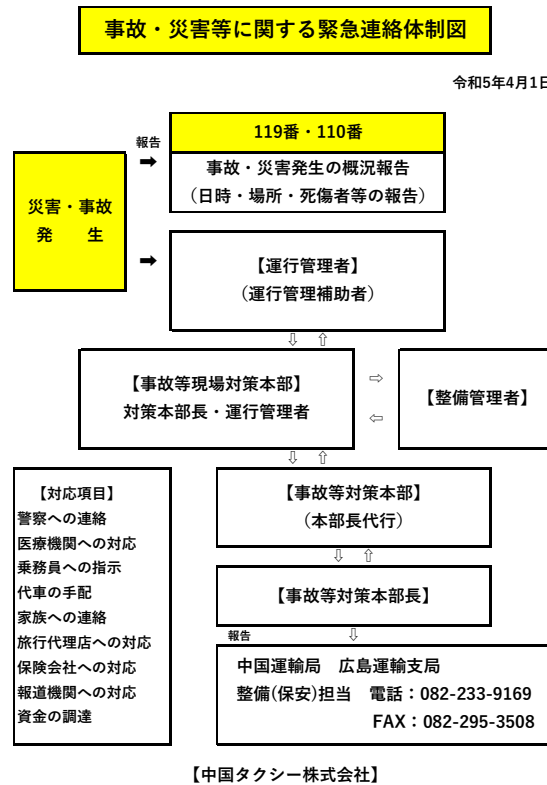 事故・災害等に関する緊急連絡体制図
令和5年4月1日
119番・110番
報告
➡
事故・災害発生の概況報告
（日時・場所・死傷者等の報告）
災害・事故
発　　生
➡
【運行管理者】
（運行管理補助者）
⇩ ⇧
【事故等現場対策本部】
対策本部長・運行管理者
⇨
⇦
【整備管理者】
⇩ ⇧
【対応項目】
警察への連絡
医療機関への対応
乗務員への指示
代車の手配
家族への連絡
旅行代理店への対応
保険会社への対応
報道機関への対応
資金の調達
【事故等対策本部】
（本部長代行）
⇩ ⇧
【事故等対策本部長】
報告
⇩
中国運輸局　広島運輸支局
整備(保安)担当　電話：082-233-9169
FAX：082-295-3508
【中国タクシー株式会社】